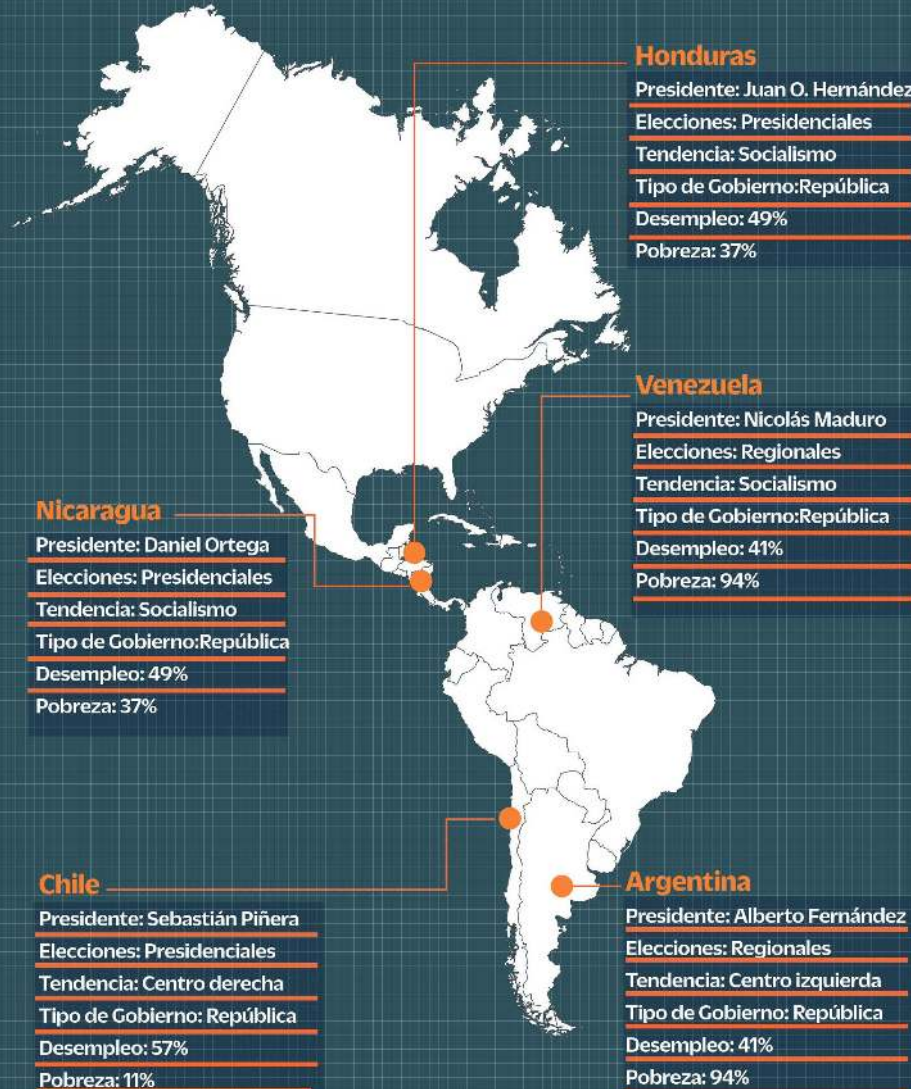 Honduras
Presidente: Juan O. Hernández
Elecciones: Presidenciales
Tendencia: Socialismo
Tipo de Gobierno:República
Desempleo: 49%
Pobreza: 37%
Venezuela
Presidente: Nicolás Maduro
Elecciones: Regionales
Tendencia: Socialismo
Tipo de Gobierno:República
Desempleo: 41%
Pobreza: 94%
Nicaragua
Presidente: Daniel Ortega
Elecciones: Presidenciales
Tendencia: Socialismo
Tipo de Gobierno:República
Desempleo: 49%
Pobreza: 37%
Chile
Presidente: Sebastián Piñera
Elecciones: Presidenciales
Tendencia: Centro derecha
Tipo de Gobierno: República
Desempleo: 57%
Pobreza: 11%
Argentina
Presidente: Alberto Fernández
Elecciones: Regionales
Tendencia: Centro izquierda
Tipo de Gobierno: República
Desempleo: 41%
Pobreza: 94%